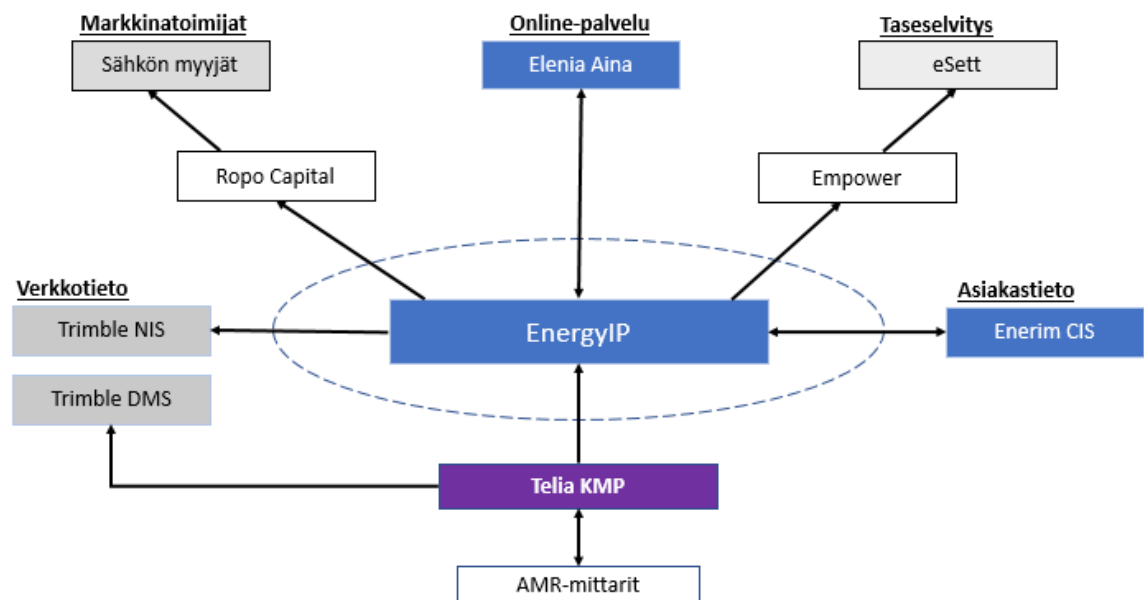 Markkinatoimijat
Sähkön myyjät
Online-palvelu
Elenia Aina
Taseselvitys
eSett
Ropo Capital
Empower
Verkkotieto
Trimble NIS
EnergyIP
Asiakastieto
Enerim CIS
Trimble DMS
Telia KMP
AMR-mittarit